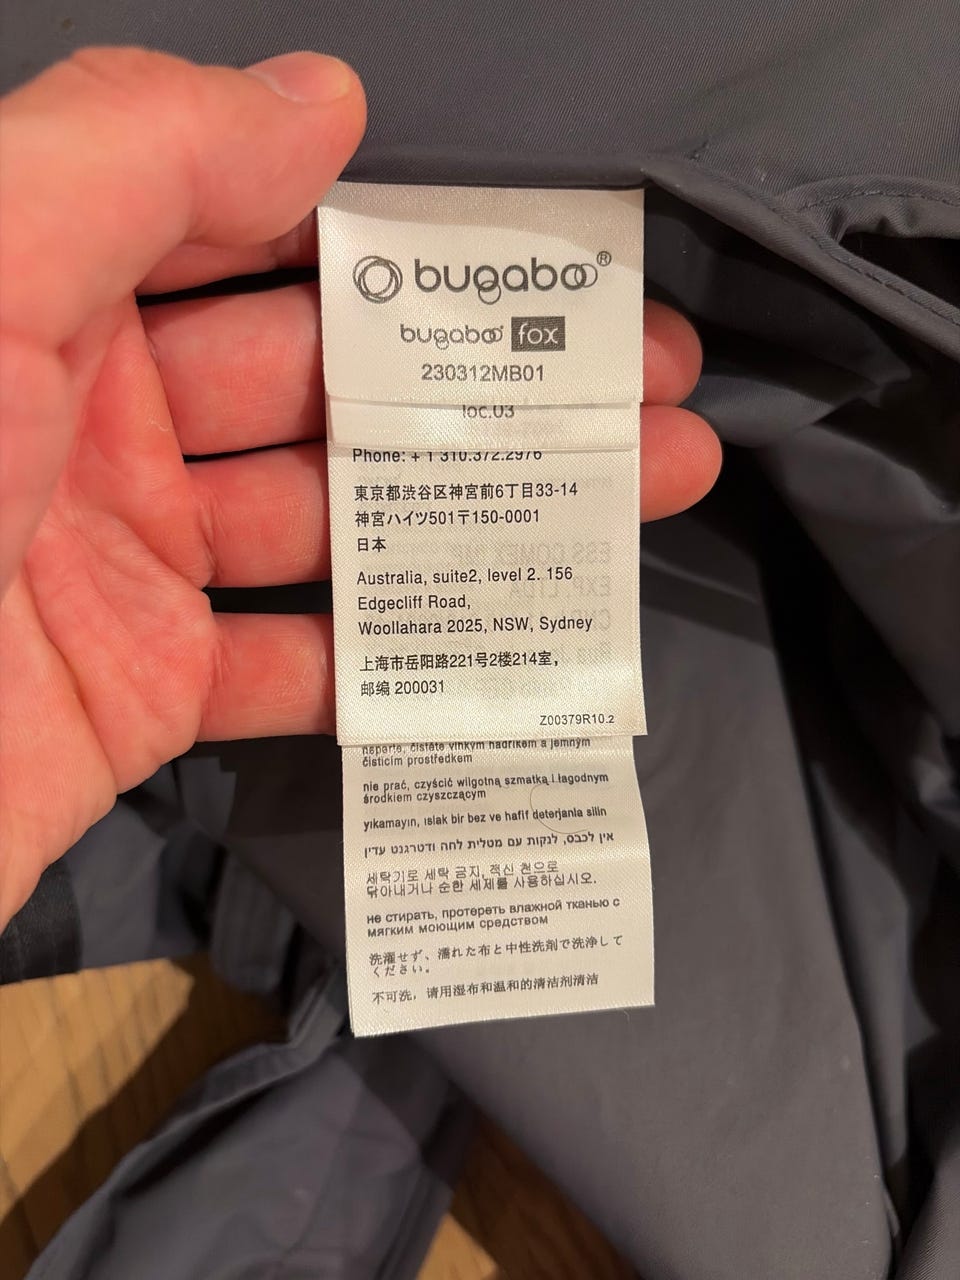 bugaboo®
bugaboo fox
230312MB01
loc.03
Phone: + 1 310.372.2976
東京都渋谷区神宮前6丁目33-14
神宮ハイツ501〒150-0001
日本
Australia, suite2, level 2. 156
Edgecliff Road,
Woollahara 2025, NSW, Sydney
上海市岳阳路221号2楼214室，
邮编 200031
Z00379R10.2
neperte, čistěte vlhkým hadříkem a jemným
čisticím prostředkem
nie prać, czyścić wilgotną szmatką i łagodnym
środkiem czyszczącym
yıkamayın, ıslak bir bez ve hafif deterjanla silin
אין לכבס, לנקות עם מטלית לחה ודטרגנט עדין
세탁기로 세탁 금지, 적신 천으로
닦아내거나 순한 세제를 사용하십시오.
не стирать, протереть влажной тканью с
мягким моющим средством
洗濯せず、濡れた布と中性洗剤で洗浄して
ください。
不可洗，请用湿布和温和的清洁剂清洁